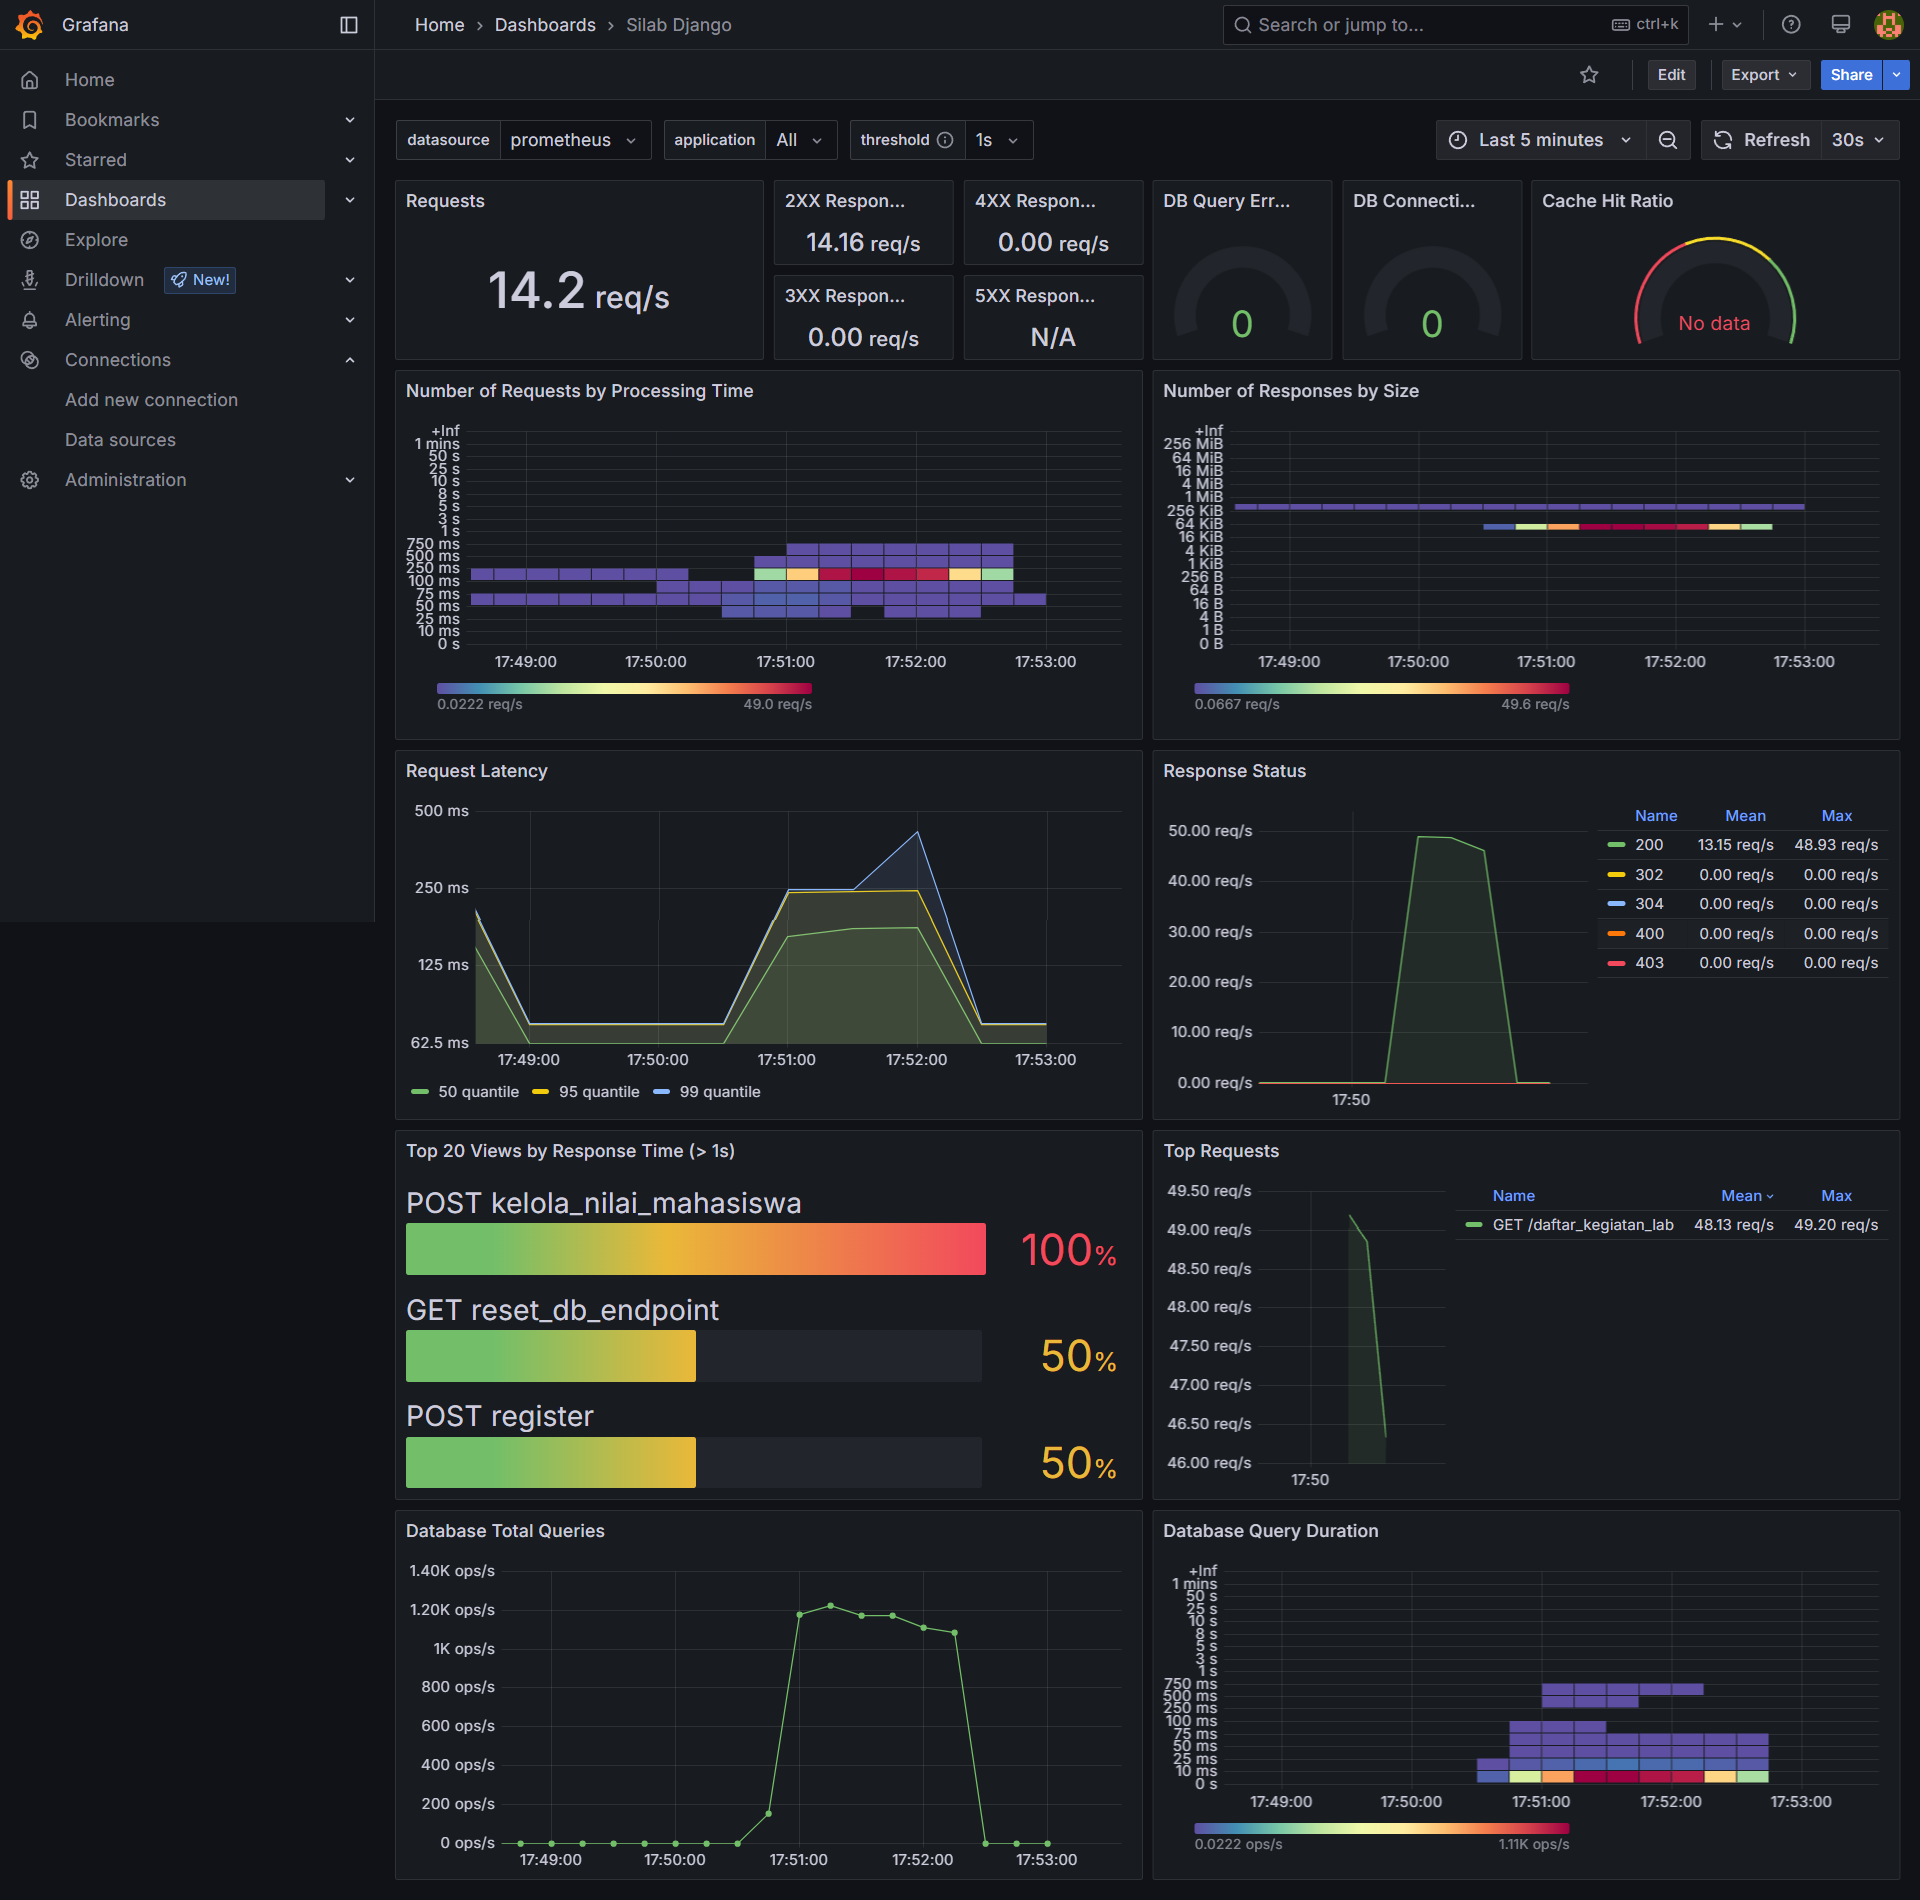 Grafana
Home › Dashboards › Silab Django
Search or jump to... ctrl+k
Home
Bookmarks
Starred
Dashboards
Explore
Drilldown New!
Alerting
Connections
Add new connection
Data sources
Administration
Edit Export Share
datasource prometheus application All threshold 1s
Last 5 minutes Refresh 30s
Requests
14.2 req/s
2XX Respon...
14.16 req/s
4XX Respon...
0.00 req/s
3XX Respon...
0.00 req/s
5XX Respon...
N/A
DB Query Err...
0
DB Connecti...
0
Cache Hit Ratio
No data
Number of Requests by Processing Time
+Inf
1 mins
50 s
25 s
10 s
8 s
5 s
3 s
1 s
750 ms
500 ms
250 ms
100 ms
75 ms
50 ms
25 ms
10 ms
0 s
17:49:00 17:50:00 17:51:00 17:52:00 17:53:00
0.0222 req/s 49.0 req/s
Number of Responses by Size
+Inf
256 MiB
64 MiB
16 MiB
4 MiB
1 MiB
256 KiB
64 KiB
16 KiB
4 KiB
1 KiB
256 B
64 B
16 B
4 B
1 B
0 B
17:49:00 17:50:00 17:51:00 17:52:00 17:53:00
0.0667 req/s 49.6 req/s
Request Latency
500 ms
250 ms
125 ms
62.5 ms
17:49:00 17:50:00 17:51:00 17:52:00 17:53:00
50 quantile 95 quantile 99 quantile
Response Status
50.00 req/s
40.00 req/s
30.00 req/s
20.00 req/s
10.00 req/s
0.00 req/s
17:50
Name Mean Max
200 13.15 req/s 48.93 req/s
302 0.00 req/s 0.00 req/s
304 0.00 req/s 0.00 req/s
400 0.00 req/s 0.00 req/s
403 0.00 req/s 0.00 req/s
Top 20 Views by Response Time (> 1s)
POST kelola_nilai_mahasiswa
100%
GET reset_db_endpoint
50%
POST register
50%
Top Requests
49.50 req/s
49.00 req/s
48.50 req/s
48.00 req/s
47.50 req/s
47.00 req/s
46.50 req/s
46.00 req/s
17:50
Name Mean Max
GET /daftar_kegiatan_lab 48.13 req/s 49.20 req/s
Database Total Queries
1.40K ops/s
1.20K ops/s
1K ops/s
800 ops/s
600 ops/s
400 ops/s
200 ops/s
0 ops/s
17:49:00 17:50:00 17:51:00 17:52:00 17:53:00
Database Query Duration
+Inf
1 mins
50 s
25 s
10 s
8 s
5 s
3 s
1 s
750 ms
500 ms
250 ms
100 ms
75 ms
50 ms
25 ms
10 ms
0 s
17:49:00 17:50:00 17:51:00 17:52:00 17:53:00
0.0222 ops/s 1.11K ops/s